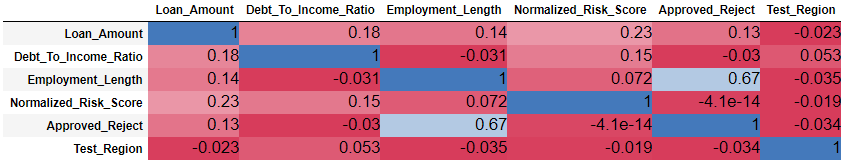 Loan_Amount Debt_To_Income_Ratio Employment_Length Normalized_Risk_Score Approved_Reject Test_Region
Loan_Amount 1 0.18 0.14 0.23 0.13 -0.023
Debt_To_Income_Ratio 0.18 1 -0.031 0.15 -0.03 0.053
Employment_Length 0.14 -0.031 1 0.072 0.67 -0.035
Normalized_Risk_Score 0.23 0.15 0.072 1 -4.1e-14 -0.019
Approved_Reject 0.13 -0.03 0.67 -4.1e-14 1 -0.034
Test_Region -0.023 0.053 -0.035 -0.019 -0.034 1